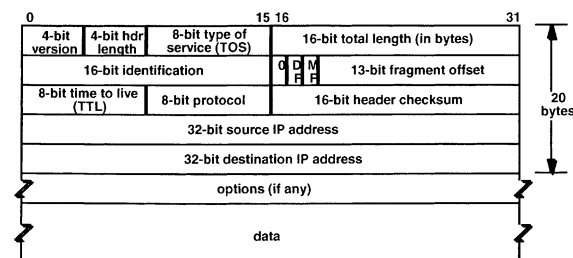 0 15 16 31
4-bit version 4-bit hdr length 8-bit type of service (TOS) 16-bit total length (in bytes)
16-bit identification 0 DF MF 13-bit fragment offset
8-bit time to live (TTL) 8-bit protocol 16-bit header checksum
20 bytes
32-bit source IP address
32-bit destination IP address
options (if any)
data